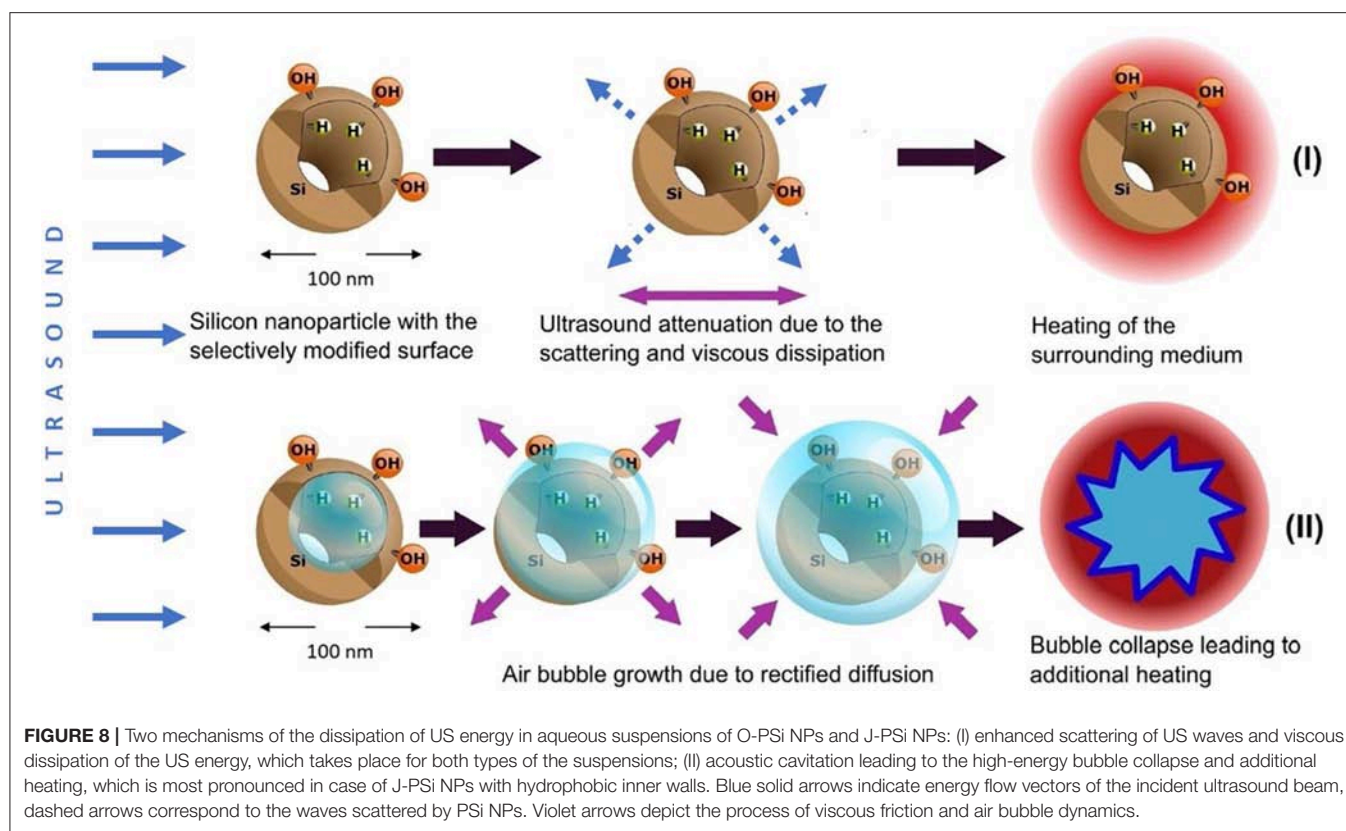 ULTRASOUND
OH
OH
H
H
H
OH
Si
100 nm
Silicon nanoparticle with the
selectively modified surface
OH
OH
H
H
H
OH
Si
Ultrasound attenuation due to the
scattering and viscous dissipation
OH
OH
H
H
H
OH
Si
(I)
Heating of the
surrounding medium
OH
OH
H
H
H
OH
Si
100 nm
OH
OH
H
H
H
OH
Si
OH
OH
H
H
H
OH
Si
Air bubble growth due to rectified diffusion
(II)
Bubble collapse leading to
additional heating
FIGURE 8 | Two mechanisms of the dissipation of US energy in aqueous suspensions of O-PSi NPs and J-PSi NPs: (I) enhanced scattering of US waves and viscous
dissipation of the US energy, which takes place for both types of the suspensions; (II) acoustic cavitation leading to the high-energy bubble collapse and additional
heating, which is most pronounced in case of J-PSi NPs with hydrophobic inner walls. Blue solid arrows indicate energy flow vectors of the incident ultrasound beam,
dashed arrows correspond to the waves scattered by PSi NPs. Violet arrows depict the process of viscous friction and air bubble dynamics.